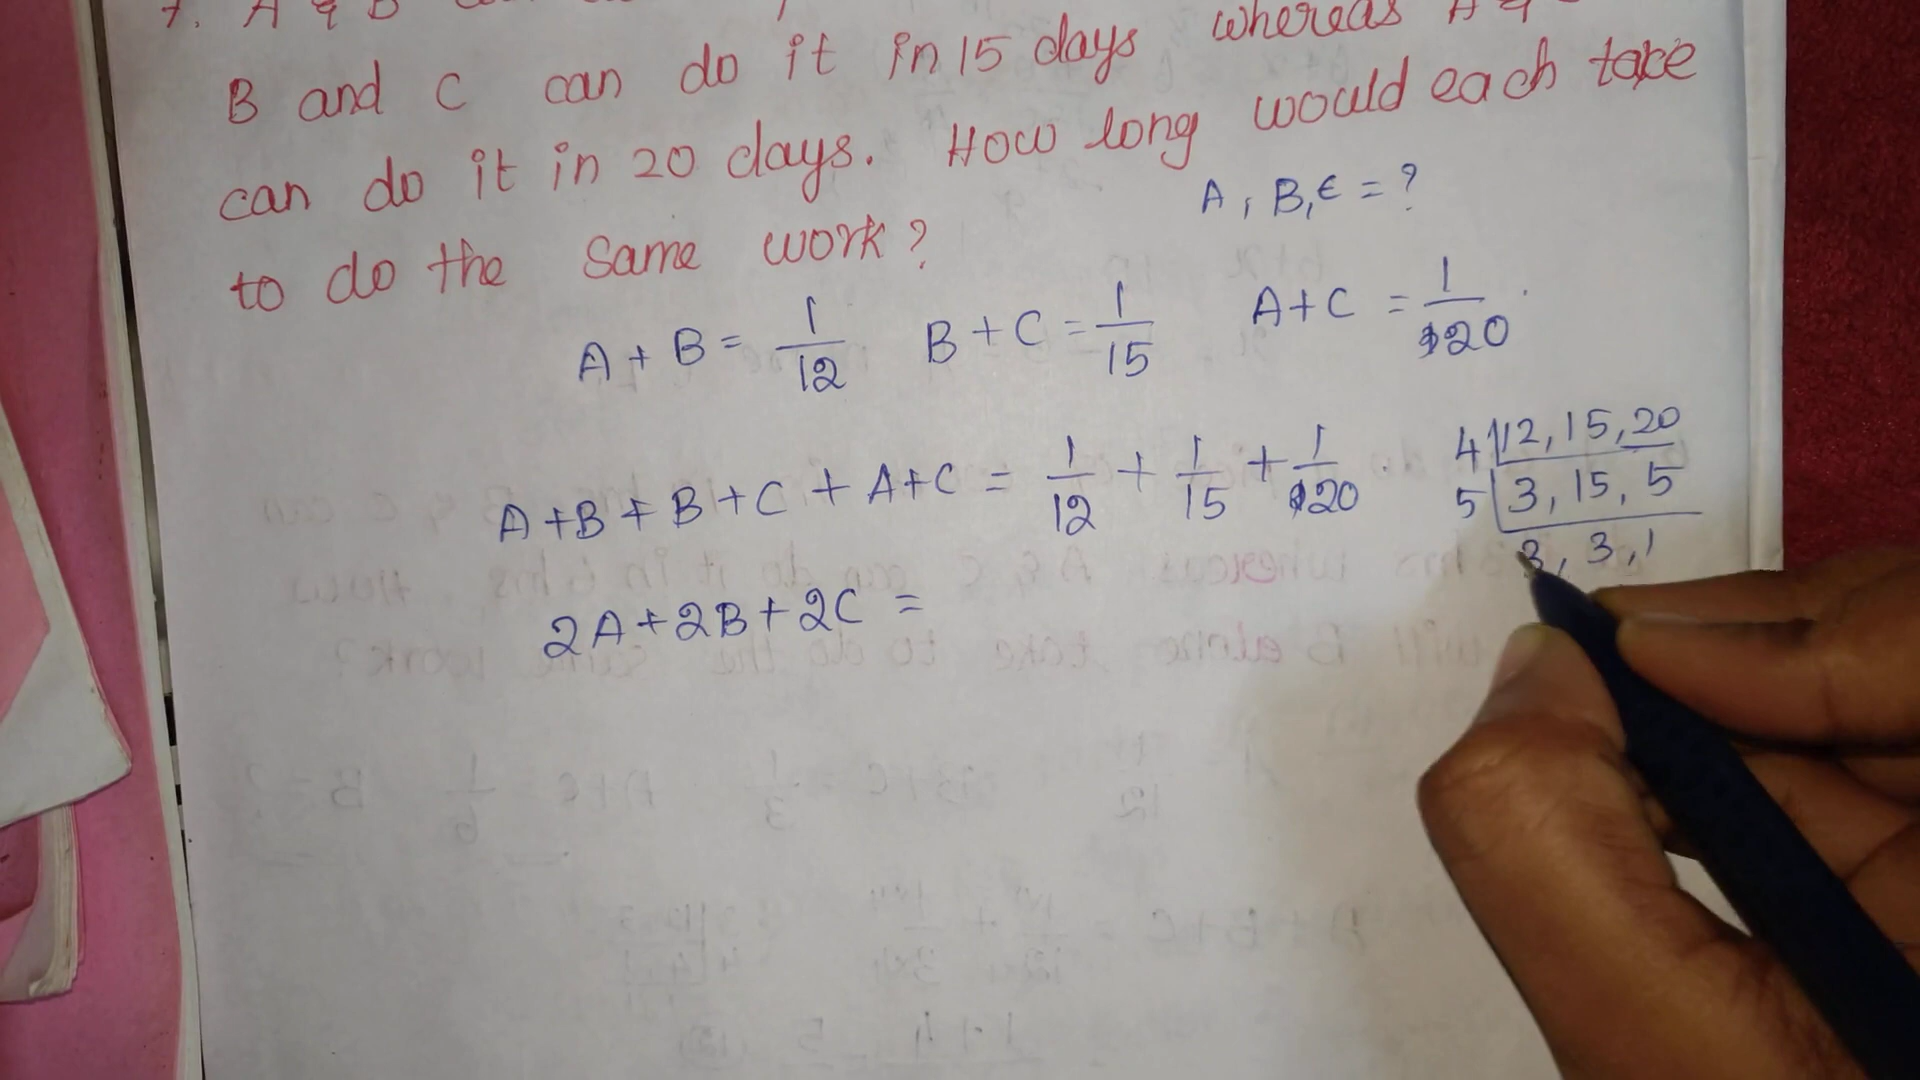 7. A & B
B and C can do it in 15 days whereas A &
can do it in 20 days. How long would each take
to do the same work?
A, B, C = ?
A + B = 1/12 B + C = 1/15 A + C = 1/20
A + B + B + C + A + C = 1/12 + 1/15 + 1/20
4 | 12, 15, 20
5 | 3, 15, 5
3, 3, 1
2A + 2B + 2C =